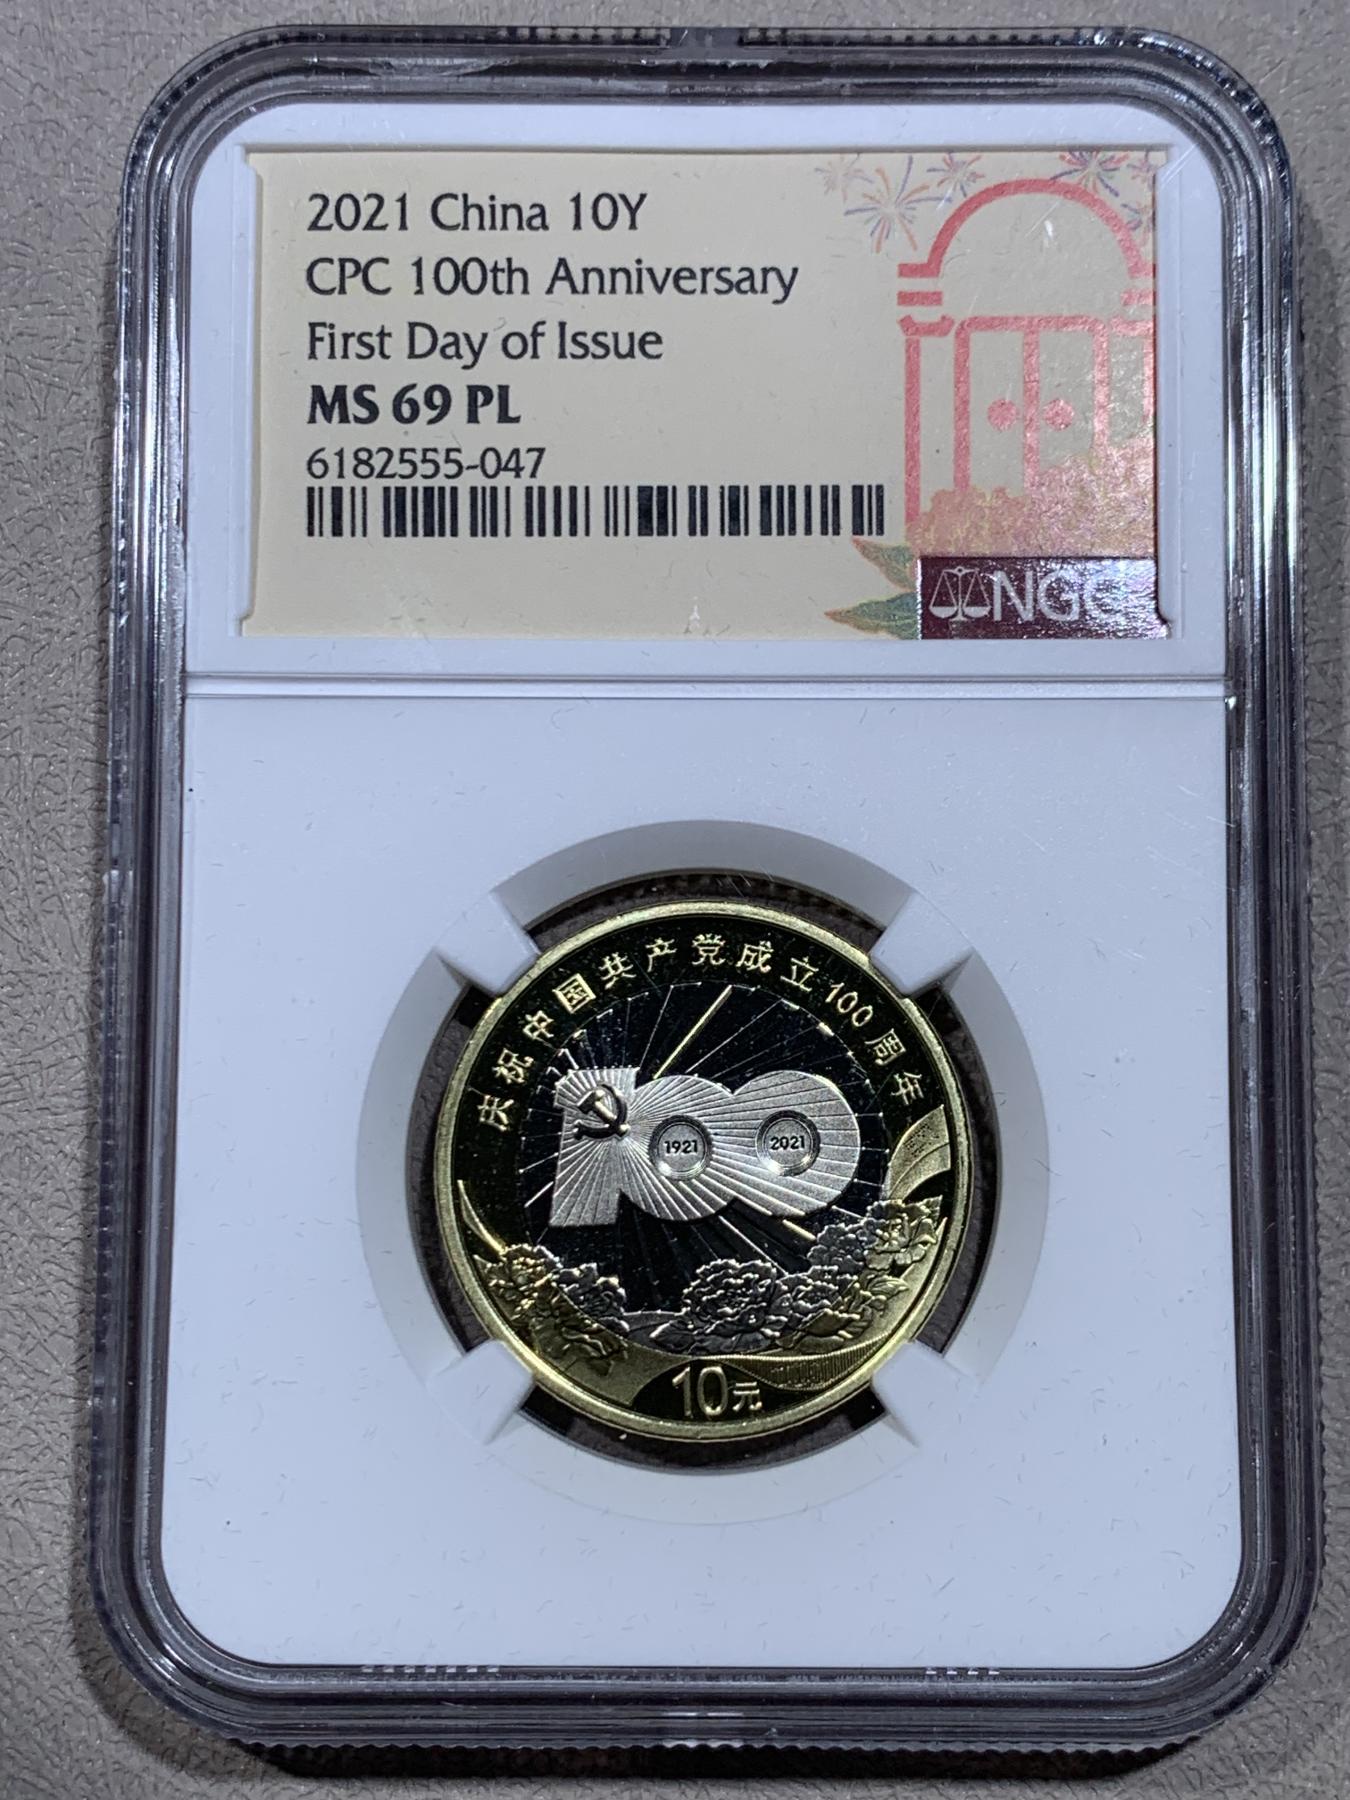 2021 China 10Y
CPC 100th Anniversary
First Day of Issue
MS 69 PL
6182555-047
NGC
庆祝中国共产党成立100周年
1921
2021
10元